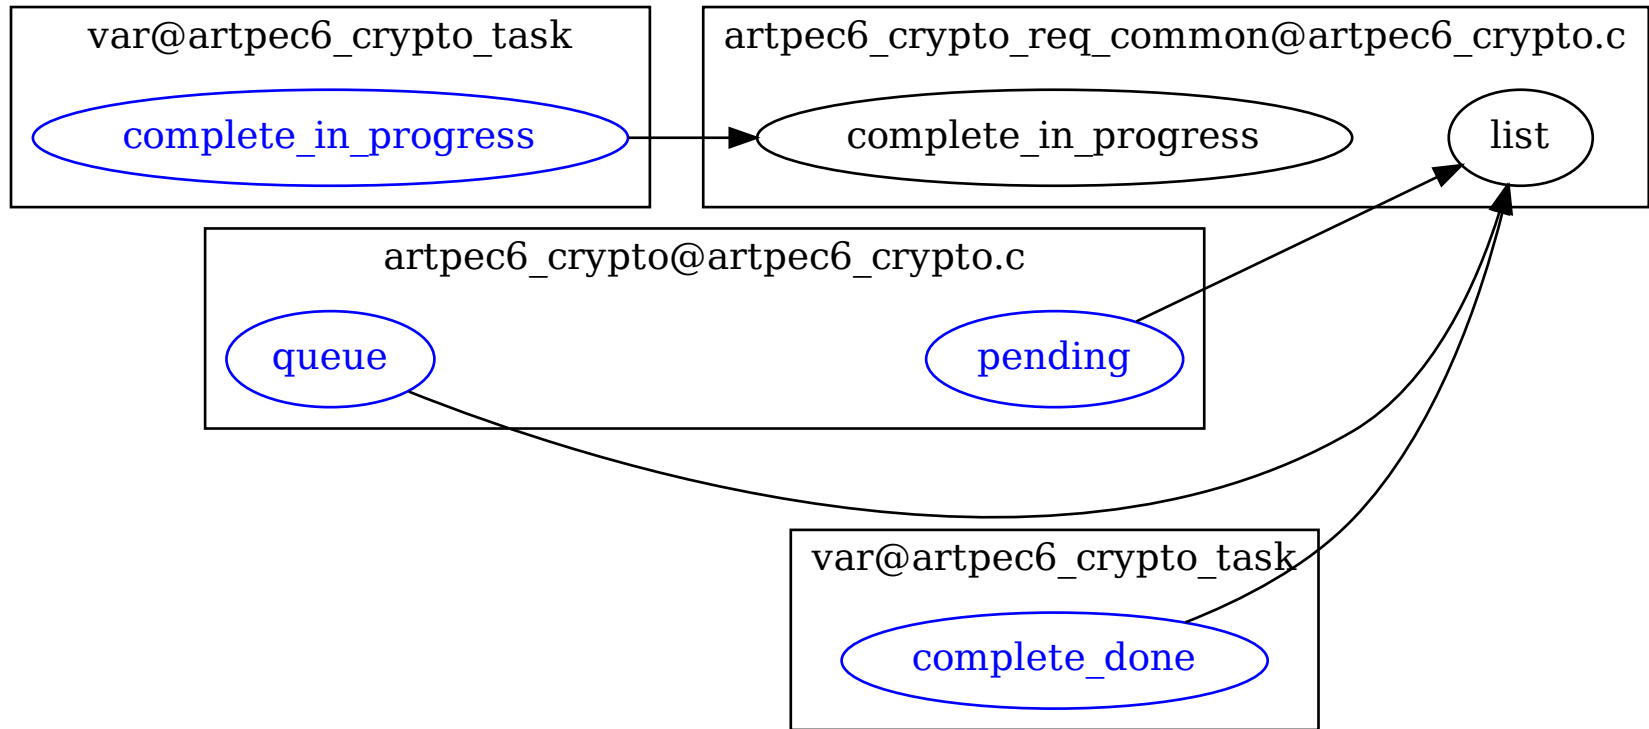 var@artpec6_crypto_task
complete_in_progress
artpec6_crypto_req_common@artpec6_crypto.c
complete_in_progress
list
artpec6_crypto@artpec6_crypto.c
queue
pending
var@artpec6_crypto_task
complete_done